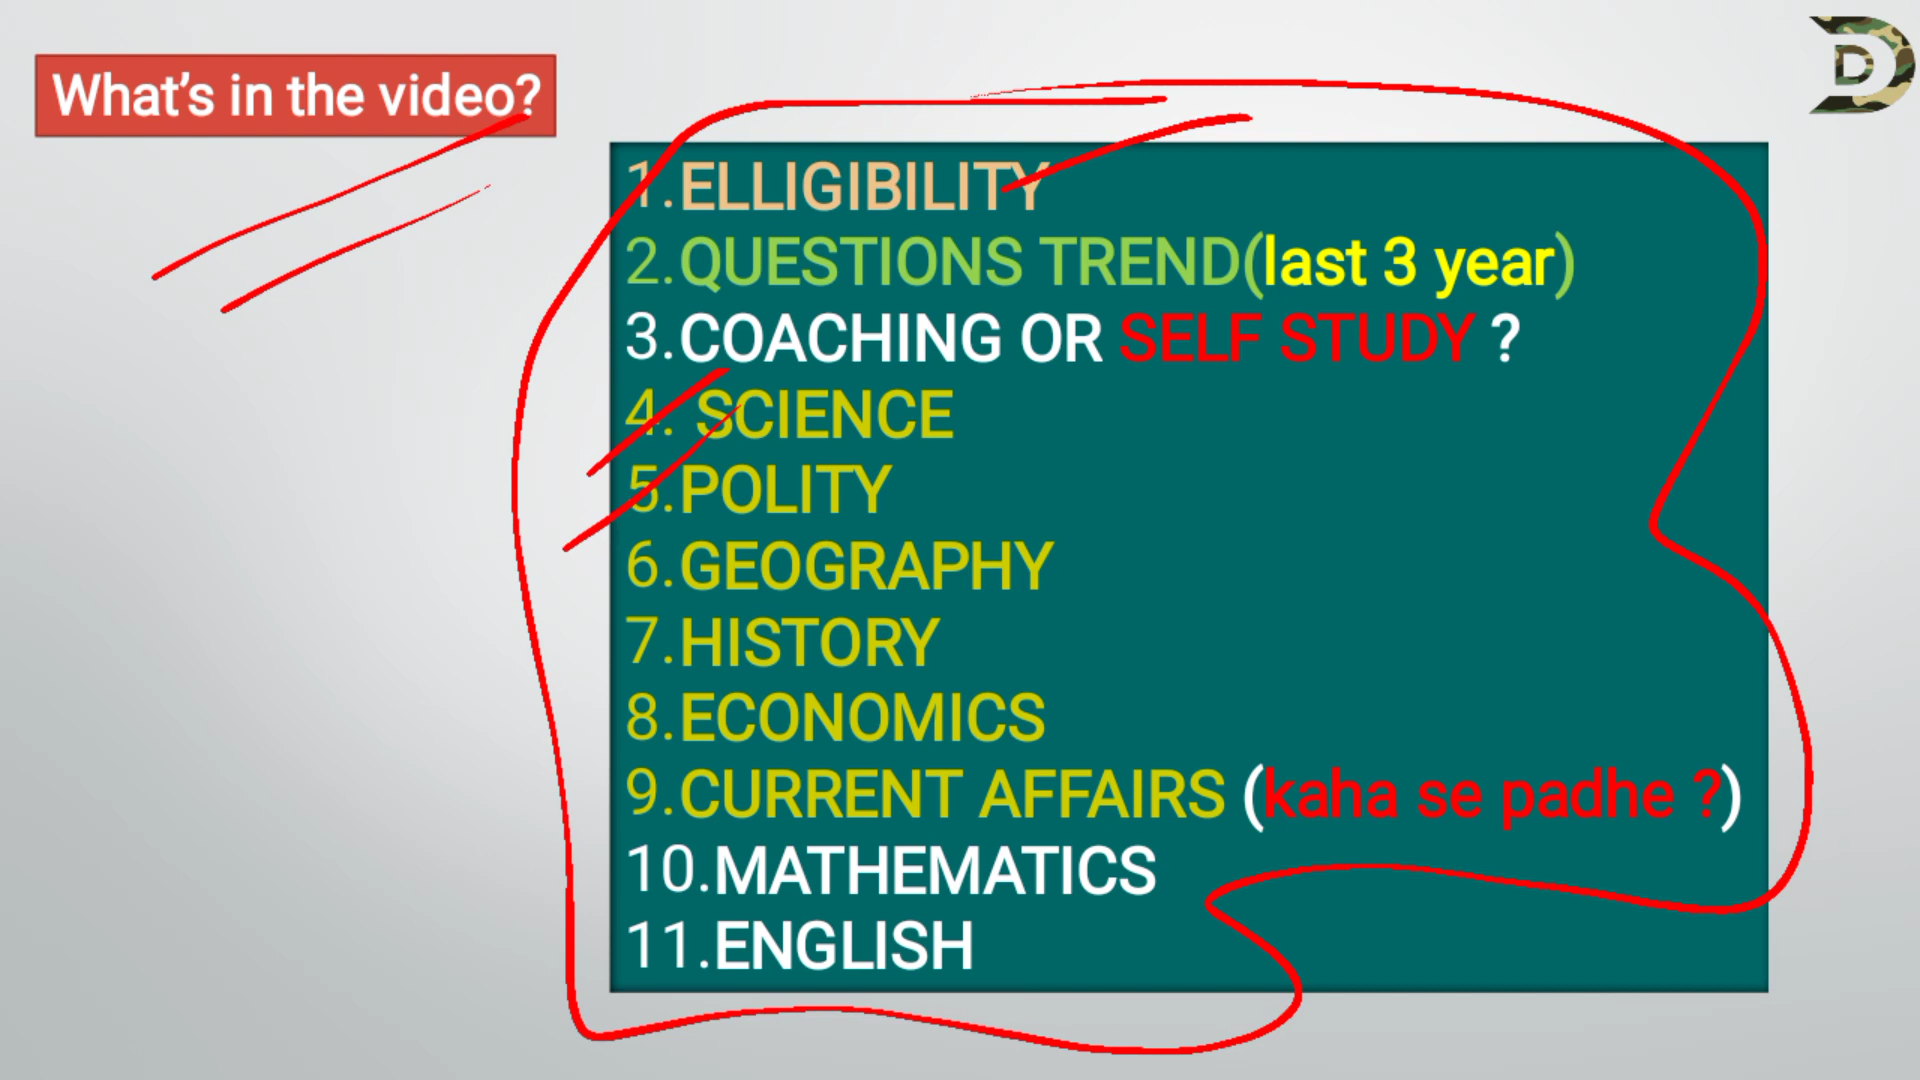 What's in the video?
1.ELLIGIBILITY
2.QUESTIONS TREND(last 3 year)
3.COACHING OR SELF STUDY ?
4. SCIENCE
5.POLITY
6.GEOGRAPHY
7.HISTORY
8.ECONOMICS
9.CURRENT AFFAIRS (kaha se padhe ?)
10.MATHEMATICS
11.ENGLISH
D